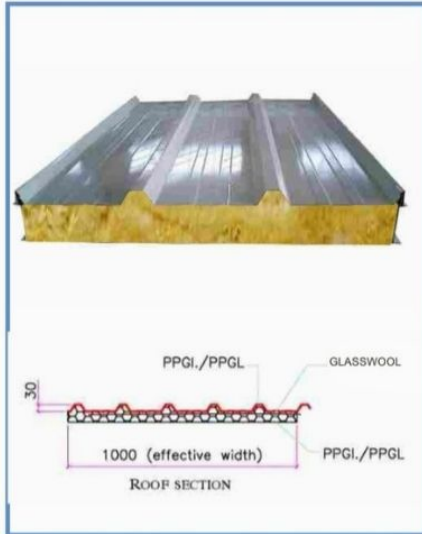 PPGI./PPGL
GLASSWOOL
30
PPGI./PPGL
1000 (effective width)
ROOF SECTION